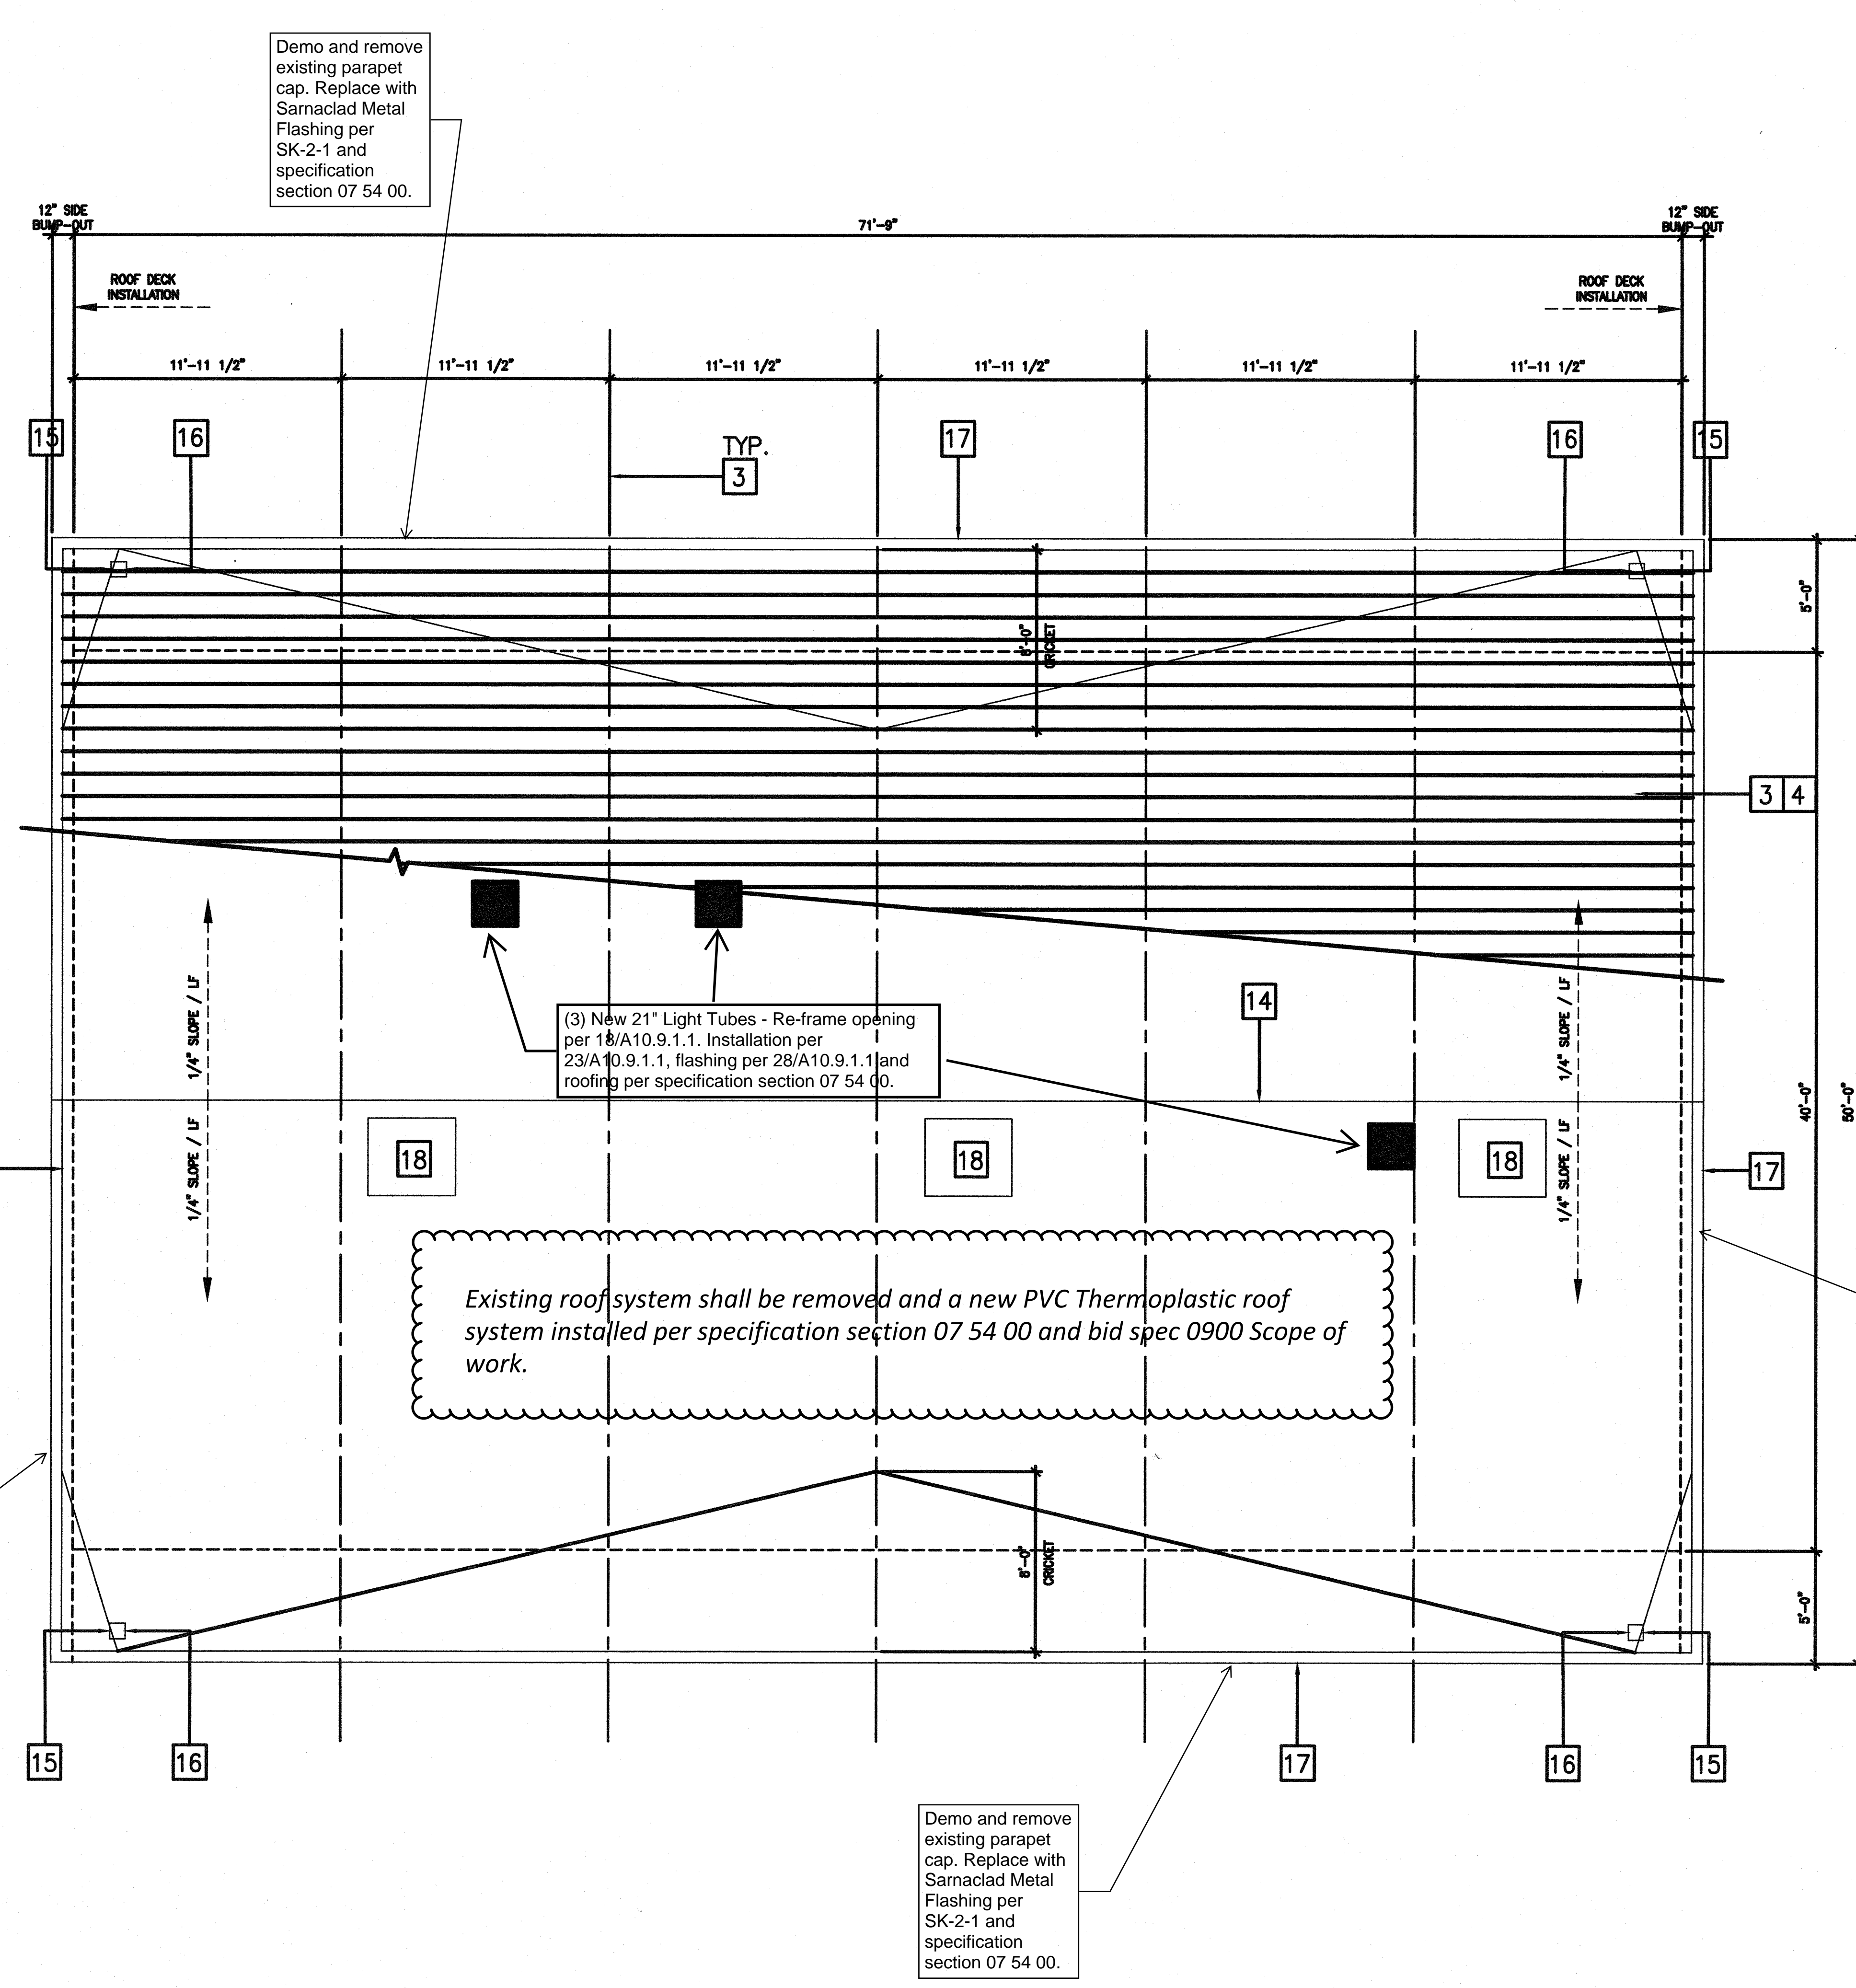 Demo and remove
existing parapet
cap. Replace with
Sarnaclad Metal
Flashing per
SK-2-1 and
specification
section 07 54 00.
12" SIDE
BUMP-OUT
71'-9"
12" SIDE
BUMP-OUT
ROOF DECK
INSTALLATION
ROOF DECK
INSTALLATION
11'-11 1/2"
11'-11 1/2"
11'-11 1/2"
11'-11 1/2"
11'-11 1/2"
11'-11 1/2"
15
16
TYP.
3
17
16
15
5'-0"
8'-0"
CRICKET
3 4
1/4" SLOPE / LF
1/4" SLOPE / LF
(3) New 21" Light Tubes - Re-frame opening
per 18/A10.9.1.1. Installation per
23/A10.9.1.1, flashing per 28/A10.9.1.1 and
roofing per specification section 07 54 00.
14
1/4" SLOPE / LF
1/4" SLOPE / LF
40'-0"
50'-0"
18
18
18
17
Existing roof system shall be removed and a new PVC Thermoplastic roof
system installed per specification section 07 54 00 and bid spec 0900 Scope of
work.
8'-0"
CRICKET
5'-0"
15
16
17
16
15
Demo and remove
existing parapet
cap. Replace with
Sarnaclad Metal
Flashing per
SK-2-1 and
specification
section 07 54 00.